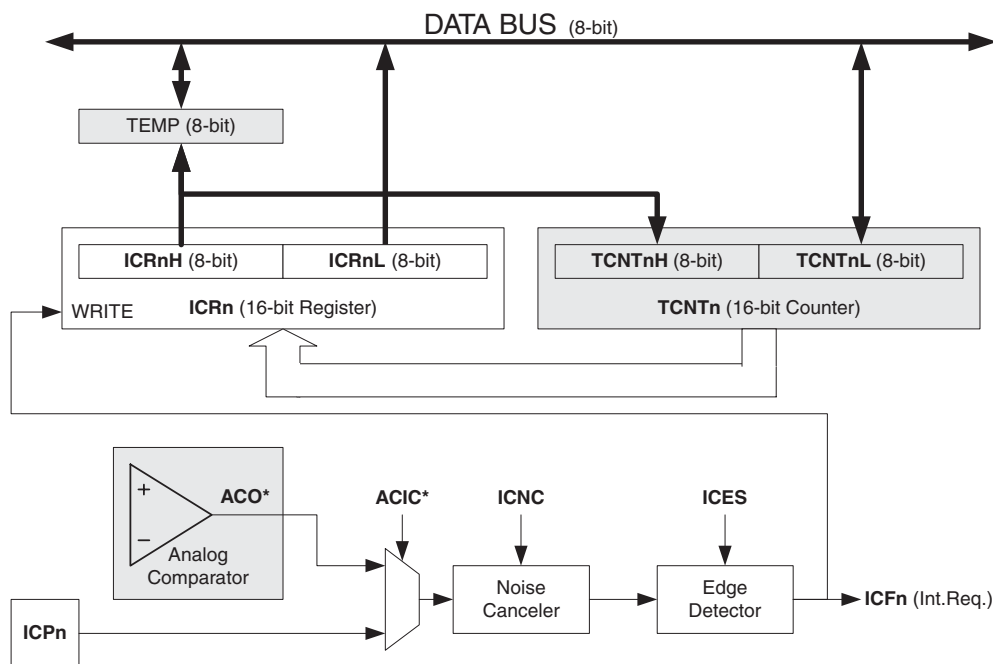 DATA BUS (8-bit)
TEMP (8-bit)
ICRnH (8-bit)
ICRnL (8-bit)
TCNTnH (8-bit)
TCNTnL (8-bit)
WRITE
ICRn (16-bit Register)
TCNTn (16-bit Counter)
+
−
ACO*
Analog
Comparator
ACIC*
ICNC
ICES
Noise
Canceler
Edge
Detector
ICFn (Int.Req.)
ICPn